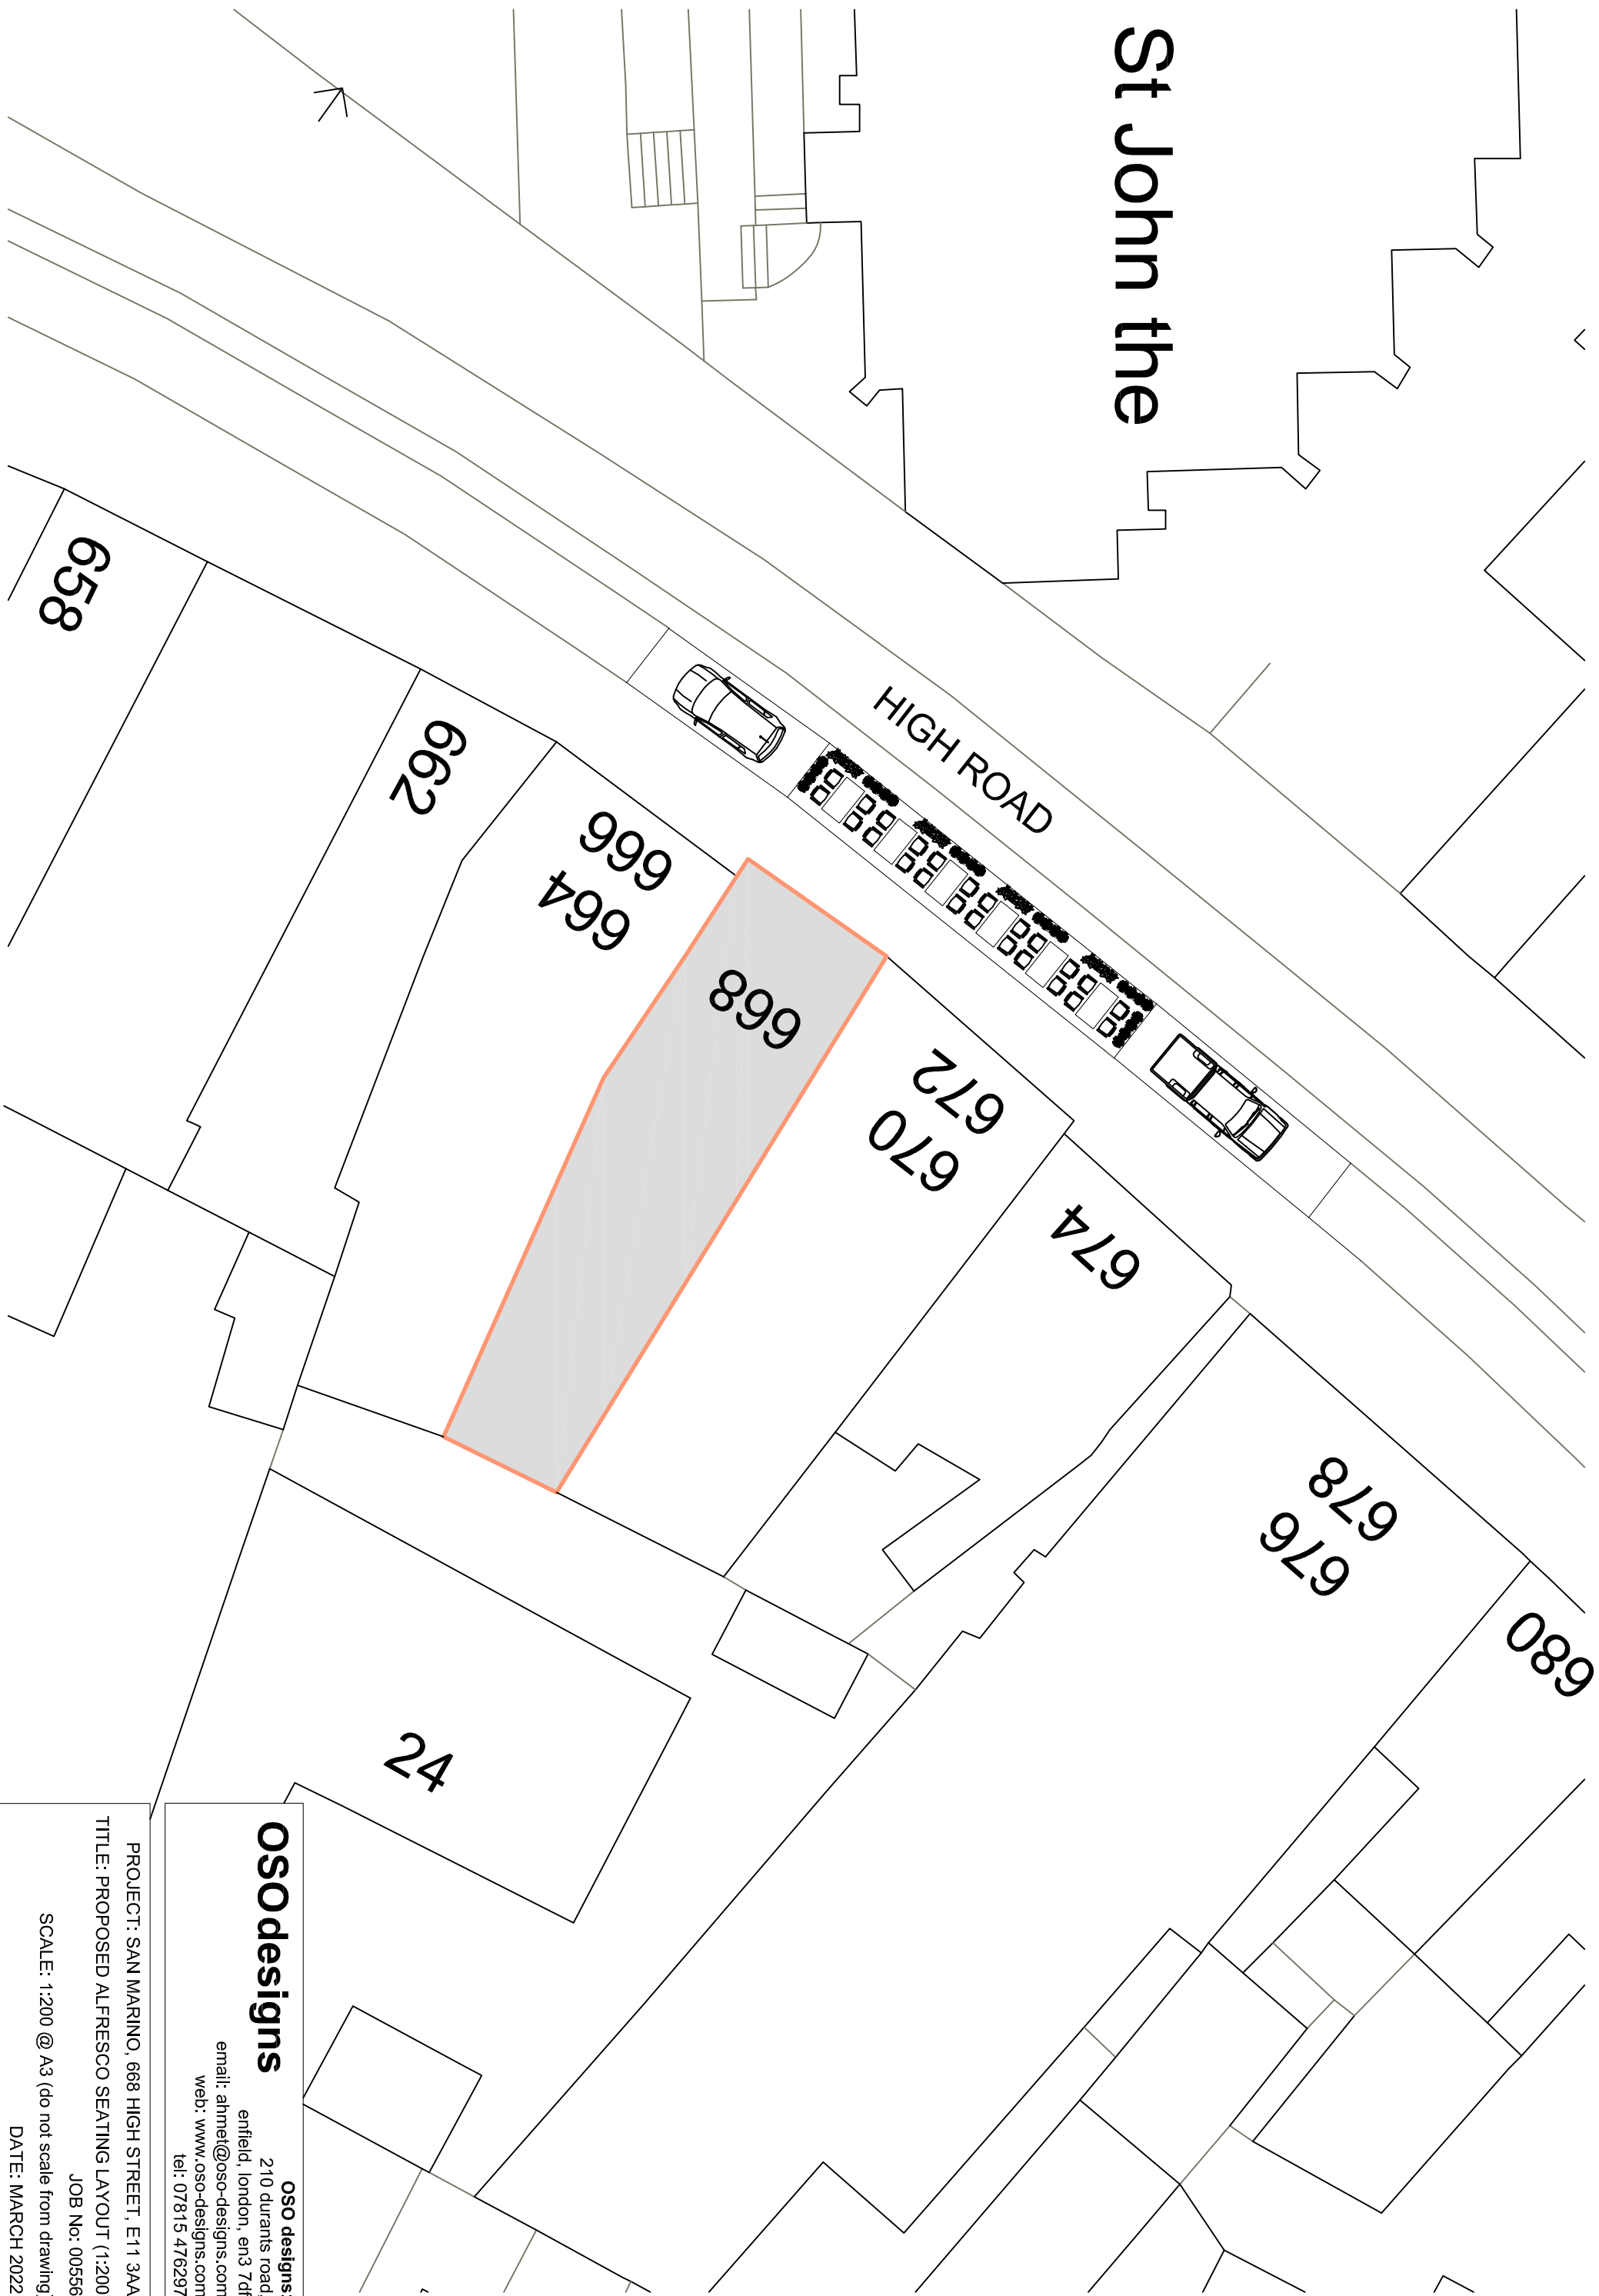 St John the
HIGH ROAD
658
662
666
664
668
672
670
674
678
676
680
24
OSOdesigns
OSO designs:
210 durants road,
enfield, london, en3 7df
email: ahmet@oso-designs.com
web: www.oso-designs.com
tel: 07815 476297
PROJECT: SAN MARINO, 668 HIGH STREET, E11 3AA
TITLE: PROPOSED ALFRESCO SEATING LAYOUT (1:200
JOB No: 00556
SCALE: 1:200 @ A3 (do not scale from drawing)
DATE: MARCH 2022